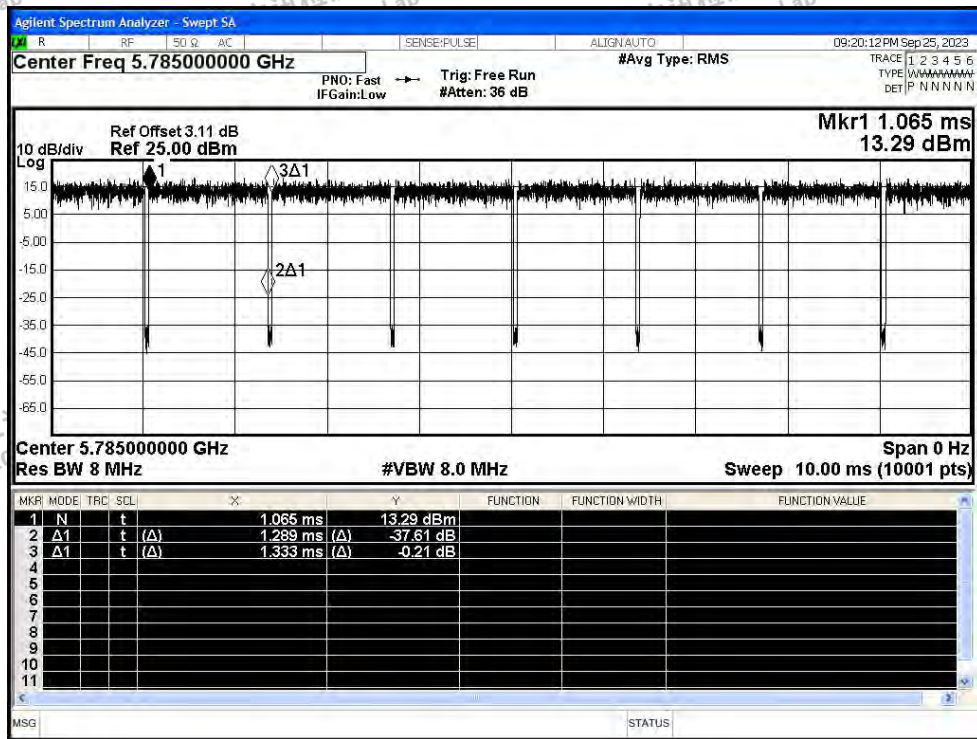 Agilent Spectrum Analyzer - Swept SA
LXI R RF 50 Ω AC SENSE:PULSE ALIGN AUTO 09:20:12 PM Sep 25, 2023
Center Freq 5.785000000 GHz
#Avg Type: RMS
TRACE 1 2 3 4 5 6
PNO: Fast
Trig: Free Run
TYPE WWWWWW
IFGain:Low
#Atten: 36 dB
DET P N N N N N
Mkr1 1.065 ms
Ref Offset 3.11 dB
10 dB/div Ref 25.00 dBm
13.29 dBm
Log
1
3Δ1
15.0
5.00
-5.00
-15.0
2Δ1
-25.0
-35.0
-45.0
-55.0
-65.0
Center 5.785000000 GHz Span 0 Hz
Res BW 8 MHz #VBW 8.0 MHz Sweep 10.00 ms (10001 pts)
MKR MODE TRC SCL X Y FUNCTION FUNCTION WIDTH FUNCTION VALUE
1 N t 1.065 ms 13.29 dBm
2 Δ1 t (Δ) 1.289 ms (Δ) -37.61 dB
3 Δ1 t (Δ) 1.333 ms (Δ) -0.21 dB
4
5
6
7
8
9
10
11
MSG STATUS